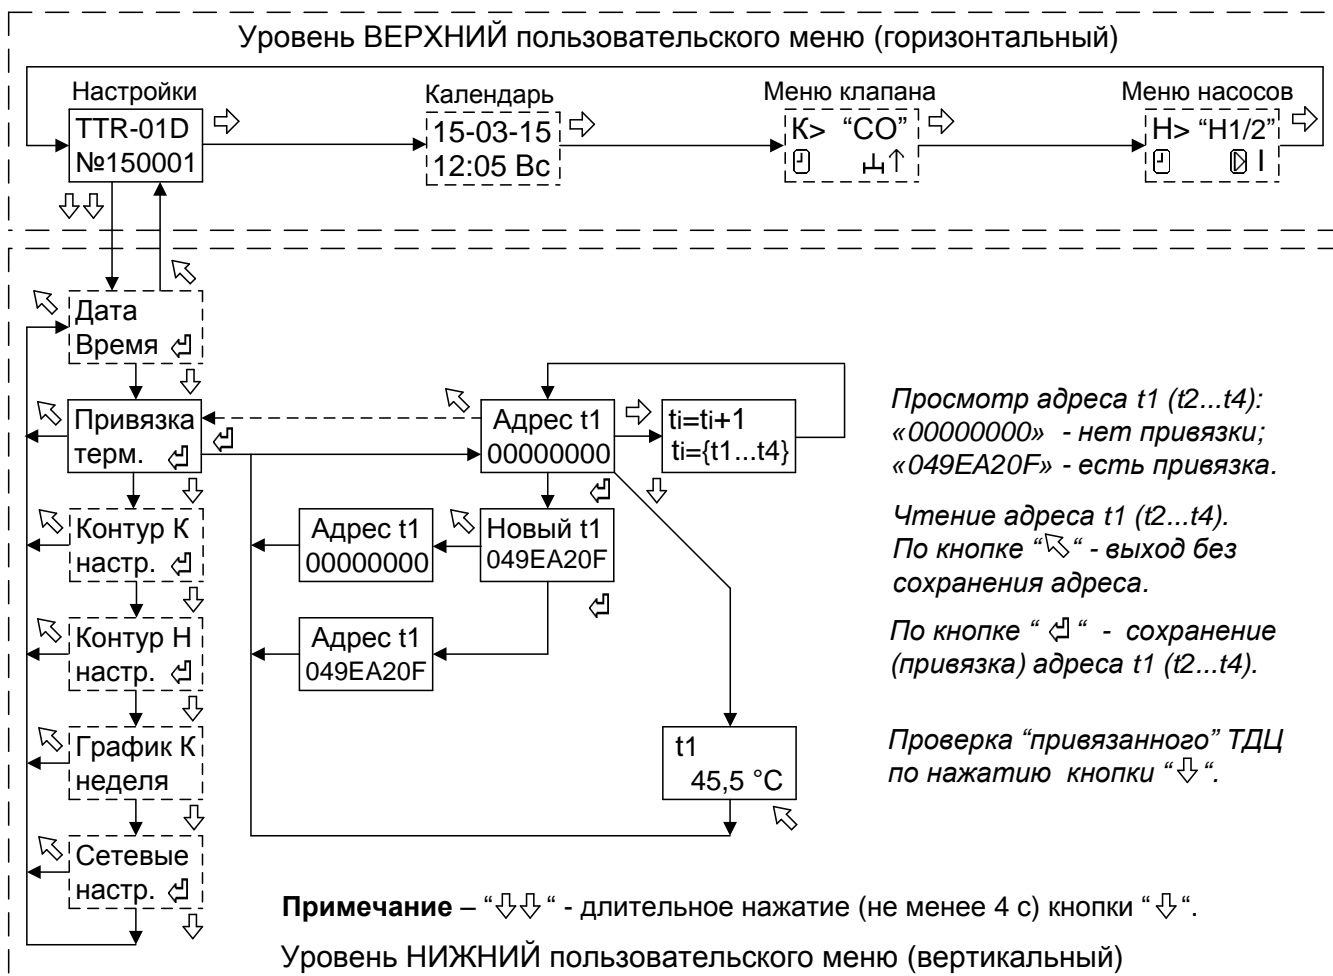 Уровень ВЕРХНИЙ пользовательского меню (горизонтальный)
Настройки
TTR-01D
№150001
Календарь
15-03-15
12:05 Вс
Меню клапана
К> "СО"
Меню насосов
Н> "Н1/2"
I
Дата
Время
Привязка
терм.
Контур К
настр.
Контур Н
настр.
График К
неделя
Сетевые
настр.
Адрес t1
00000000
ti=ti+1
ti={t1...t4}
Адрес t1
00000000
Новый t1
049EA20F
Адрес t1
049EA20F
t1
45,5 °C
Просмотр адреса t1 (t2...t4):
«00000000» - нет привязки;
«049EA20F» - есть привязка.
Чтение адреса t1 (t2...t4).
По кнопке “⇖“ - выход без
сохранения адреса.
По кнопке “ ⏎ “ - сохранение
(привязка) адреса t1 (t2...t4).
Проверка “привязанного” ТДЦ
по нажатию кнопки “⇩“.
Примечание – “⇩⇩“ - длительное нажатие (не менее 4 с) кнопки “⇩“.
Уровень НИЖНИЙ пользовательского меню (вертикальный)